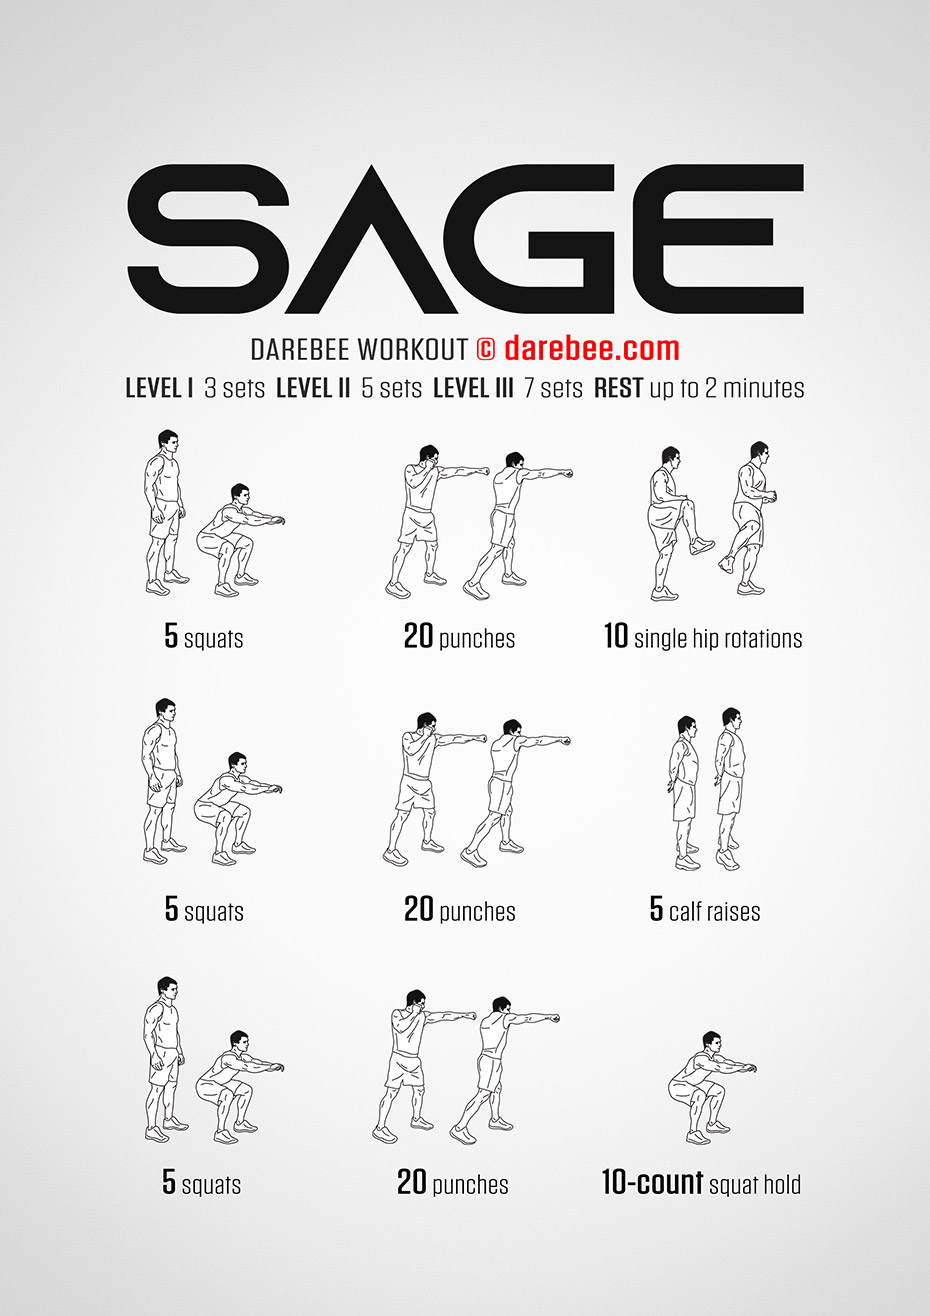 SAGE
DAREBEE WORKOUT © darebee.com
LEVEL I 3 sets LEVEL II 5 sets LEVEL III 7 sets REST up to 2 minutes
5 squats
20 punches
10 single hip rotations
5 squats
20 punches
5 calf raises
5 squats
20 punches
10-count squat hold